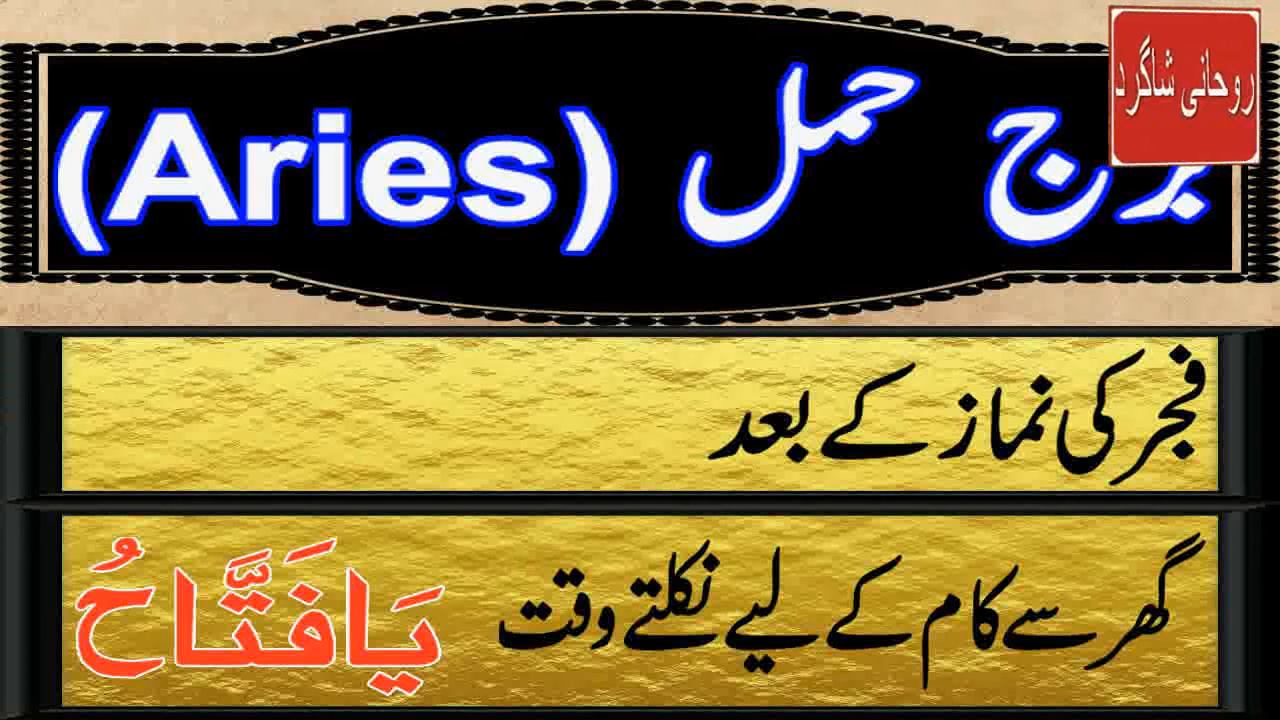 روحانی شاگرد
برج حمل (Aries)
فجر کی نماز کے بعد
گھر سے کام کے لیے نکلتے وقت یَافَتَّاحُ